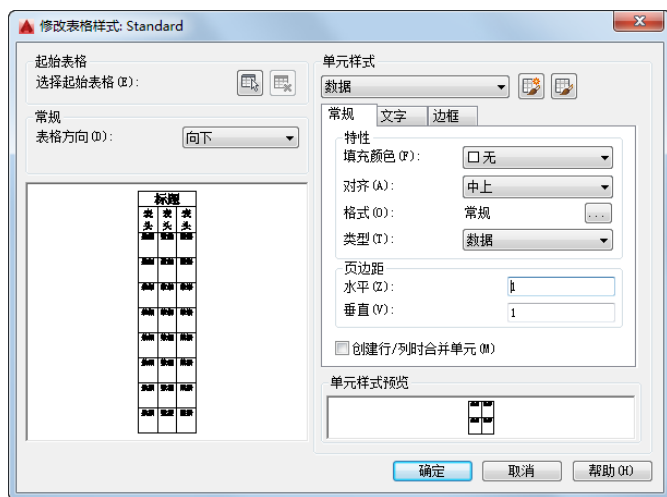 修改表格样式: Standard
起始表格
选择起始表格(E):
常规
表格方向(D):
向下
标题
表头 表头 表头
单元样式
数据
常规 文字 边框
特性
填充颜色(F):
无
对齐(A):
中上
格式(O):
常规
...
类型(T):
数据
页边距
水平(Z):
1
垂直(V):
1
创建行/列时合并单元(M)
单元样式预览
确定
取消
帮助(H)